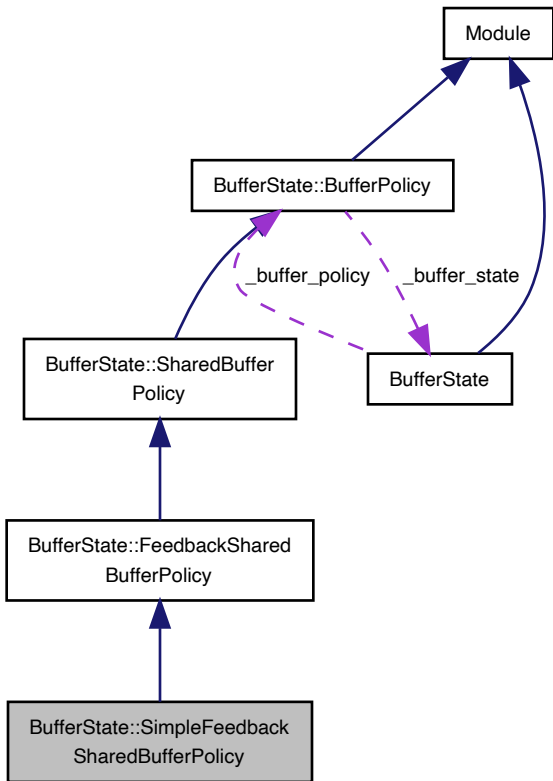 Module
BufferState::BufferPolicy
_buffer_policy
_buffer_state
BufferState::SharedBuffer
Policy
BufferState
BufferState::FeedbackShared
BufferPolicy
BufferState::SimpleFeedback
SharedBufferPolicy